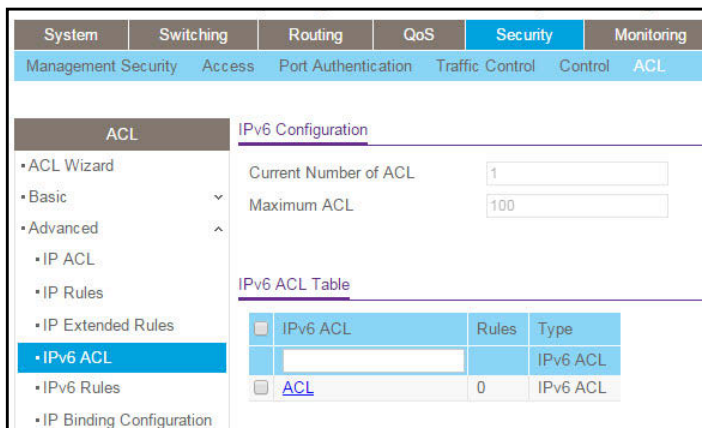 System Switching Routing QoS Security Monitoring
Management Security Access Port Authentication Traffic Control Control ACL
ACL
ACL Wizard
Basic
Advanced
IP ACL
IP Rules
IP Extended Rules
IPv6 ACL
IPv6 Rules
IP Binding Configuration
IPv6 Configuration
Current Number of ACL 1
Maximum ACL 100
IPv6 ACL Table
IPv6 ACL Rules Type
IPv6 ACL
ACL 0 IPv6 ACL